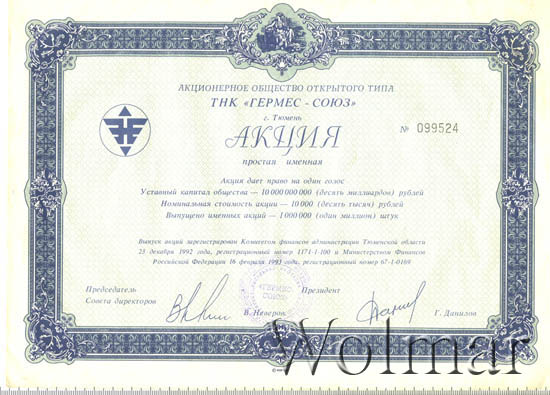 АКЦИОНЕРНОЕ ОБЩЕСТВО ОТКРЫТОГО ТИПА
ТНК «ГЕРМЕС - СОЮЗ»
г. Тюмень
АКЦИЯ
№ 099524
простая именная
Акция дает право на один голос
Уставный капитал общества — 10 000 000 000 (десять миллиардов) рублей
Номинальная стоимость акции — 10 000 (десять тысяч) рублей
Выпущено именных акций — 1 000 000 (один миллион) штук
Выпуск акций зарегистрирован Комитетом финансов администрации Тюменской области
23 декабря 1992 года, регистрационный номер 1171-1-100 и Министерством Финансов
Российской Федерации 16 февраля 1993 года, регистрационный номер 67-1-0169
Председатель
Совета директоров
В. Неверов
«ГЕРМЕС
СОЮЗ»
Президент
Г. Данилов
Wolmar